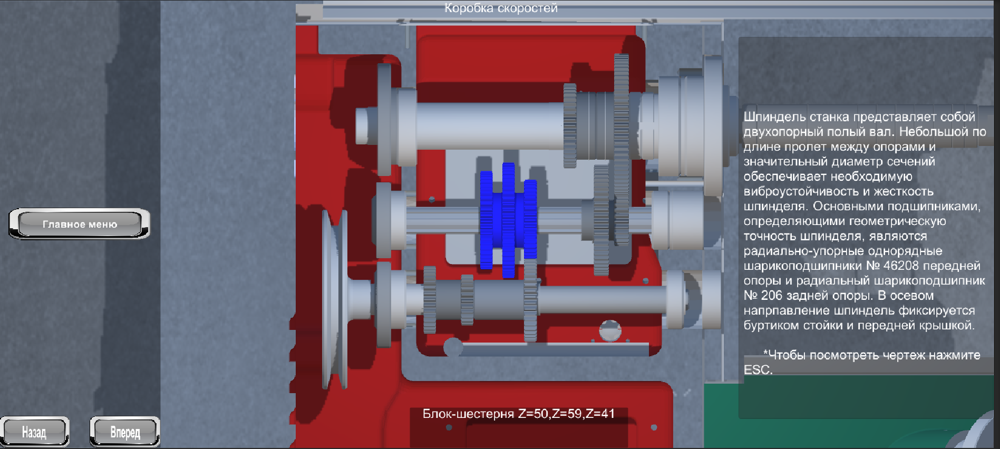 Коробка скоростей
Шпиндель станка представляет собой
двухопорный полый вал. Небольшой по
длине пролет между опорами и
значительный диаметр сечений
обеспечивает необходимую
виброустойчивость и жесткость
шпинделя. Основными подшипниками,
определяющими геометрическую
точность шпинделя, являются
радиально-упорные однорядные
шарикоподшипники № 46208 передней
опоры и радиальный шарикоподшипник
№ 206 задней опоры. В осевом
напрпавление шпиндель фиксируется
буртиком стойки и передней крышкой.
*Чтобы посмотреть чертеж нажмите
ESC.
Главное меню
Блок-шестерня Z=50,Z=59,Z=41
Назад
Вперед